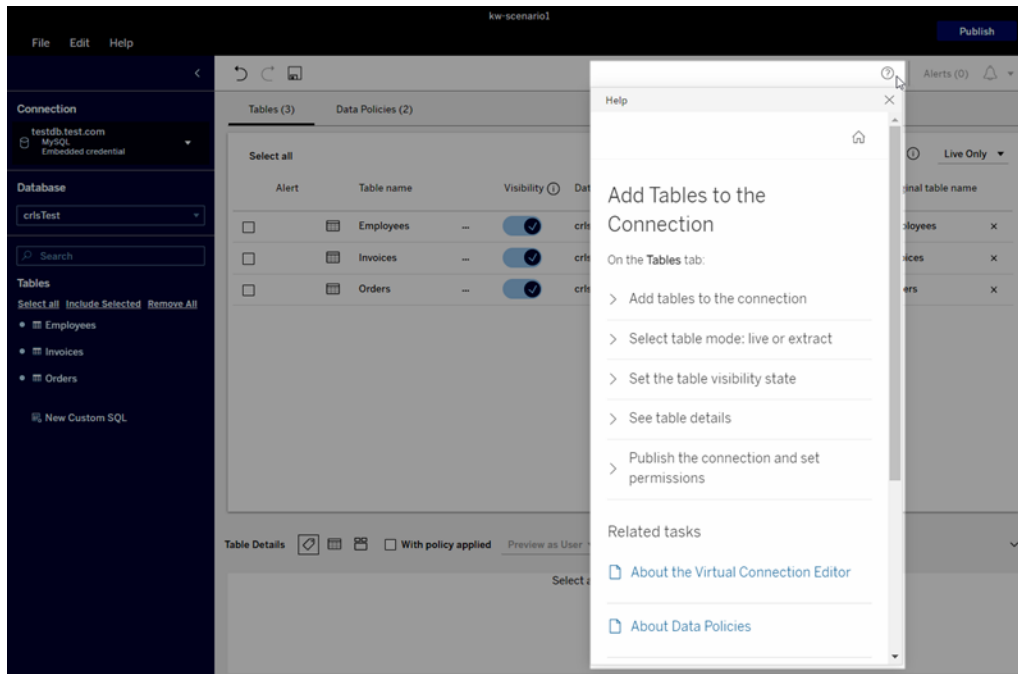 kw-scenario1
File Edit Help
Publish
Alerts (0)
Connection
testdb.test.com
MySQL
Embedded credential
Database
crlsTest
Search
Tables
Select all Include Selected Remove All
Employees
Invoices
Orders
New Custom SQL
Tables (3) Data Policies (2)
Select all
Live Only
Alert Table name Visibility table name
Employees ...
Invoices ...
Orders ...
Table Details With policy applied Preview as User
Help
Add Tables to the
Connection
On the Tables tab:
Add tables to the connection
Select table mode: live or extract
Set the table visibility state
See table details
Publish the connection and set
permissions
Related tasks
About the Virtual Connection Editor
About Data Policies